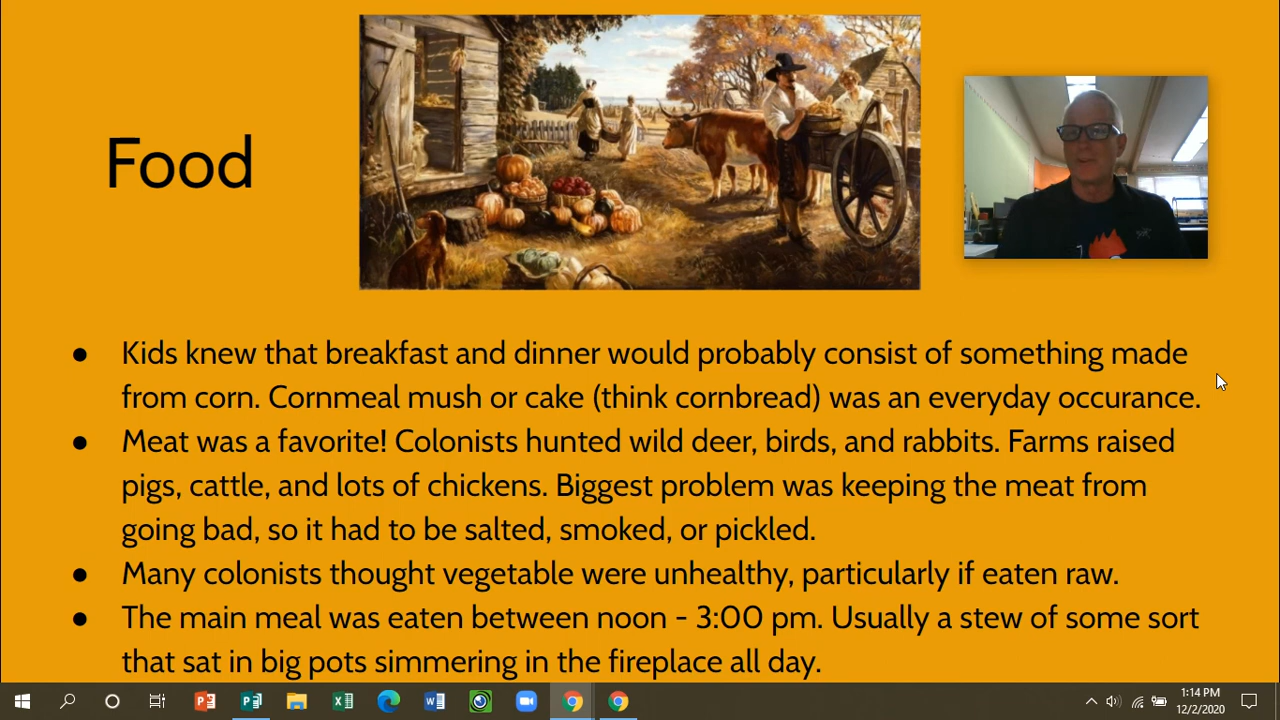 Food
● Kids knew that breakfast and dinner would probably consist of something made
from corn. Cornmeal mush or cake (think cornbread) was an everyday occurance.
● Meat was a favorite! Colonists hunted wild deer, birds, and rabbits. Farms raised
pigs, cattle, and lots of chickens. Biggest problem was keeping the meat from
going bad, so it had to be salted, smoked, or pickled.
● Many colonists thought vegetable were unhealthy, particularly if eaten raw.
● The main meal was eaten between noon - 3:00 pm. Usually a stew of some sort
that sat in big pots simmering in the fireplace all day.
1:14 PM
12/2/2020